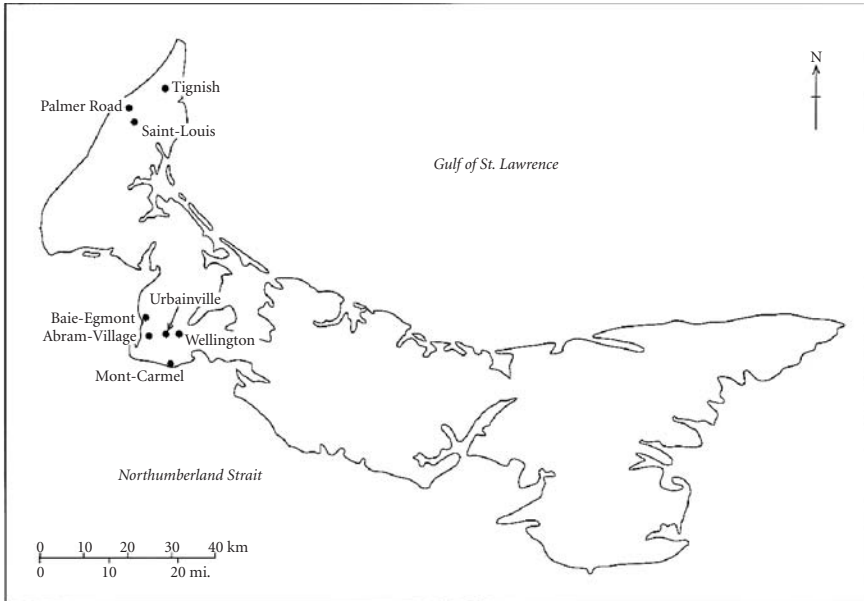 N
Tignish
Palmer Road
Saint-Louis
Gulf of St. Lawrence
Urbainville
Baie-Egmont
Abram-Village
Wellington
Mont-Carmel
Northumberland Strait
0 10 20 30 40 km
0 10 20 mi.